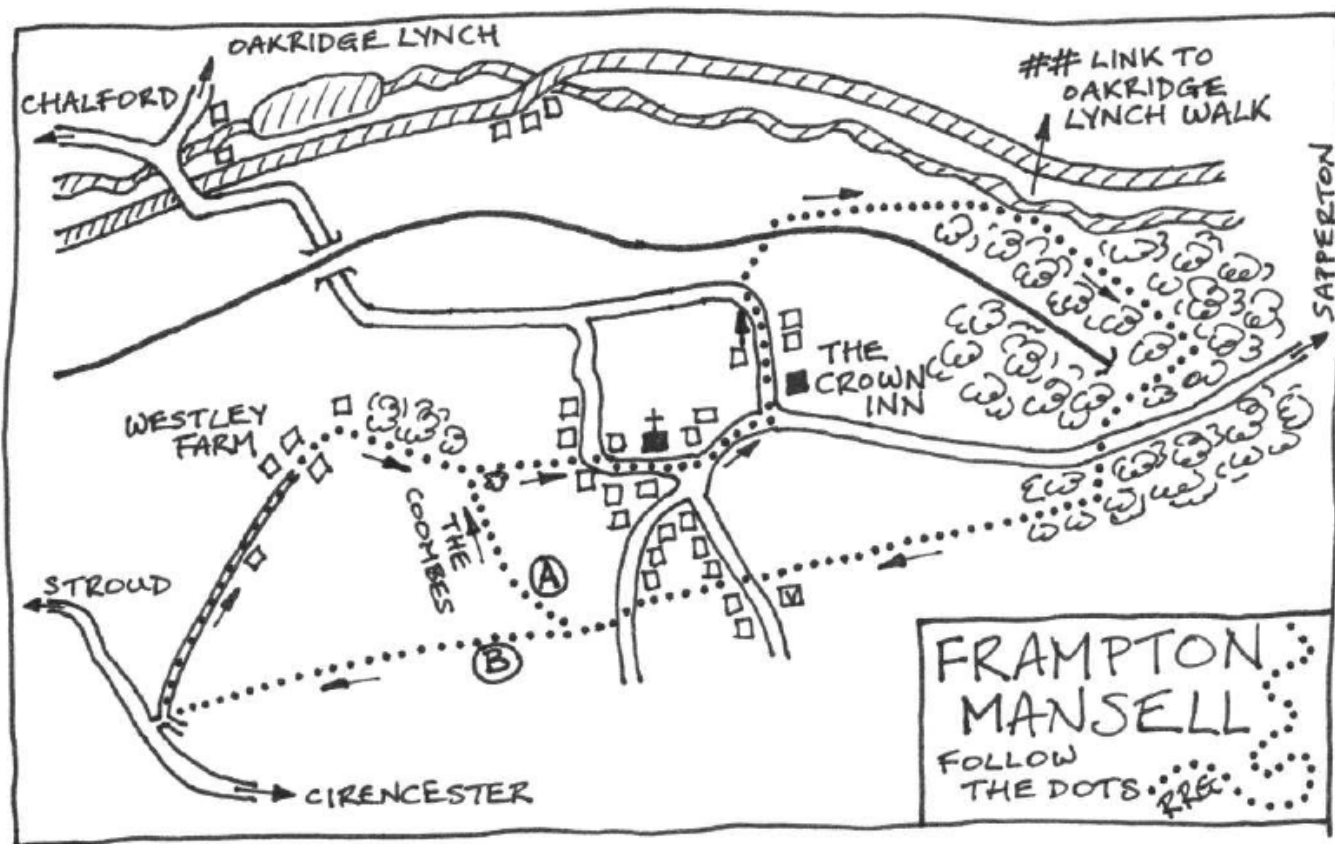 OAKRIDGE LYNCH
CHALFORD
## LINK TO
OAKRIDGE
LYNCH WALK
SAPPERTON
THE
CROWN
INN
WESTLEY
FARM
THE
COOMBES
STROUD
A
B
V
CIRENCESTER
FRAMPTON
MANSELL
FOLLOW
THE DOTS
RREC